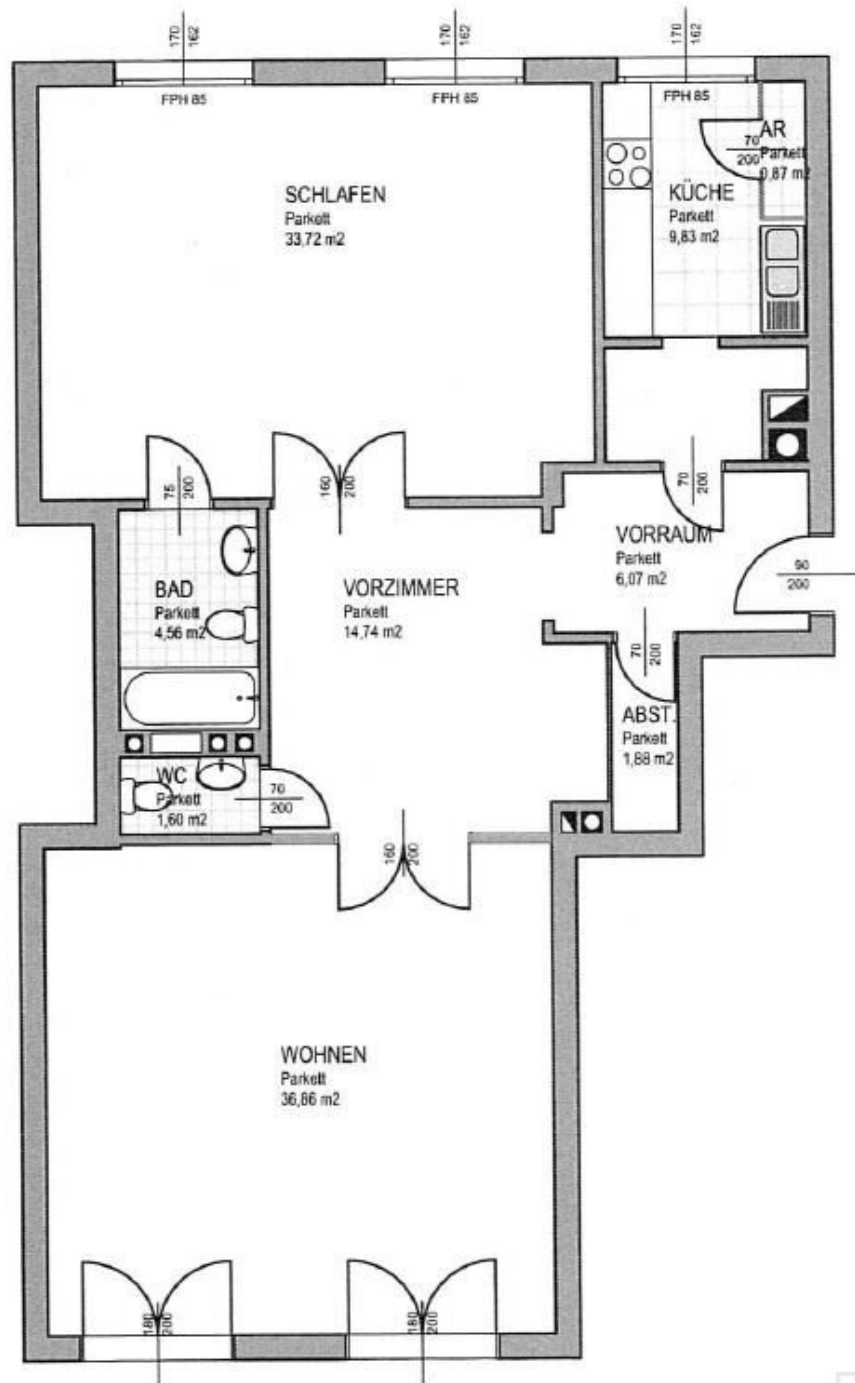 170
162
170
162
170
162
FPH 85
FPH 85
FPH 85
70
200
AR
Parkett
0,87 m2
SCHLAFEN
Parkett
33,72 m2
KÜCHE
Parkett
9,83 m2
75
200
160
200
70
200
VORRAUM
Parkett
6,07 m2
90
200
BAD
Parkett
4,56 m2
VORZIMMER
Parkett
14,74 m2
70
200
ABST.
Parkett
1,88 m2
WC
Parkett
1,60 m2
70
200
160
200
WOHNEN
Parkett
36,86 m2
180
200
180
200